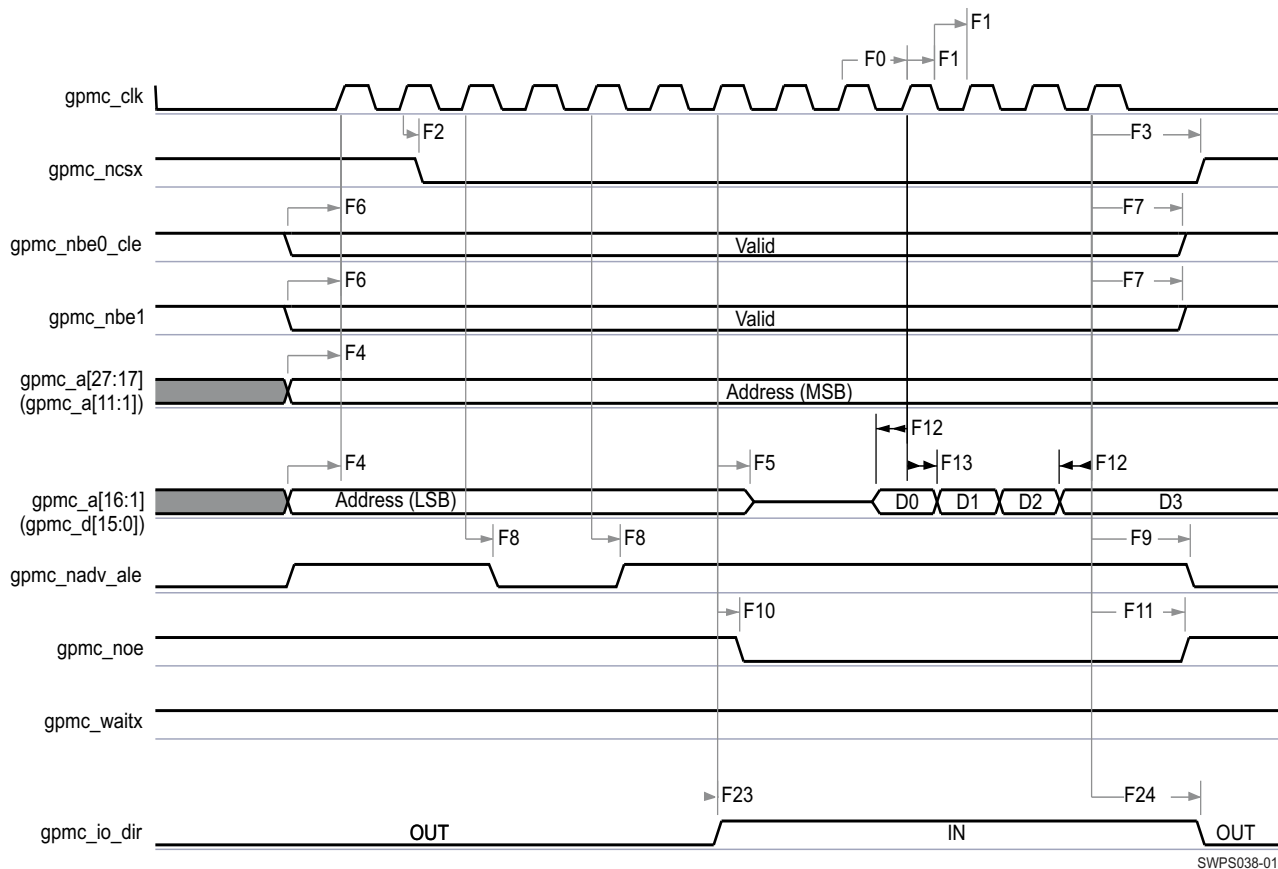 F1
F0 F1
gpmc_clk
F2 F3
gpmc_ncsx
F6 F7
gpmc_nbe0_cle Valid
F6 F7
gpmc_nbe1 Valid
F4
gpmc_a[27:17]
(gpmc_a[11:1])
Address (MSB)
F12
F4 F5 F13 F12
gpmc_a[16:1]
(gpmc_d[15:0])
Address (LSB) D0 D1 D2 D3
F8 F8 F9
gpmc_nadv_ale
F10 F11
gpmc_noe
gpmc_waitx
F23 F24
gpmc_io_dir OUT IN OUT
SWPS038-01